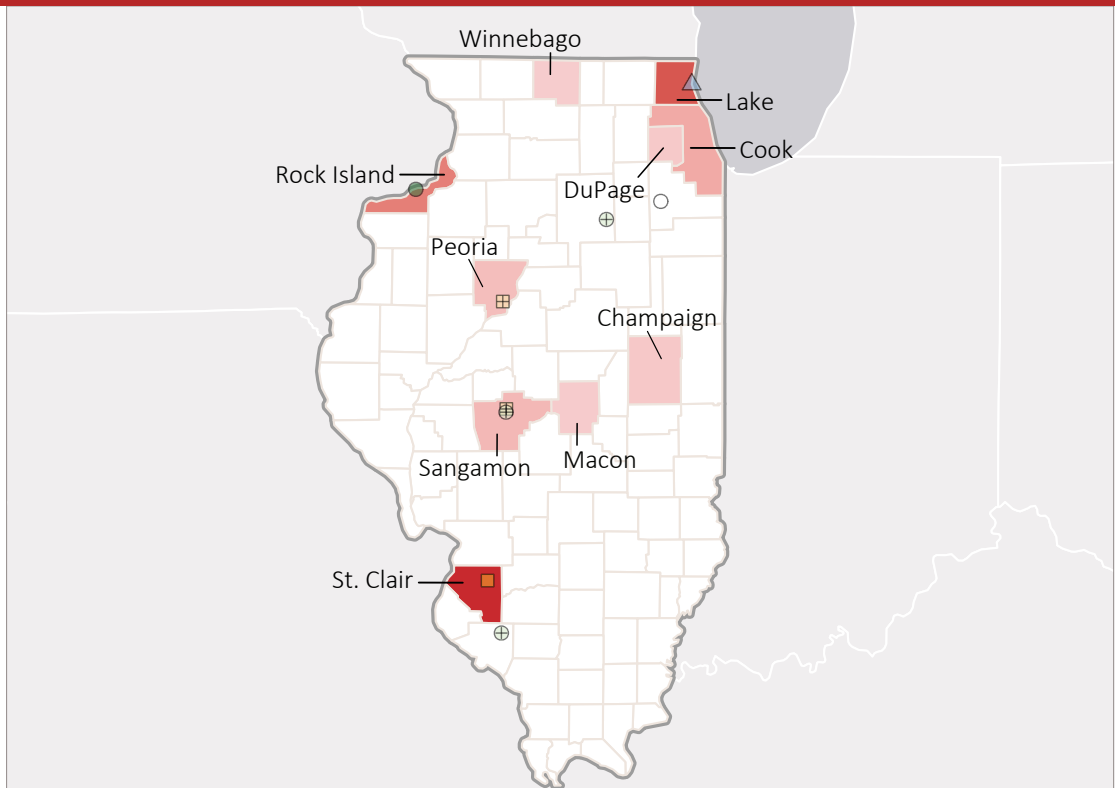 Winnebago
Lake
Cook
Rock Island
DuPage
Peoria
Champaign
Sangamon
Macon
St. Clair